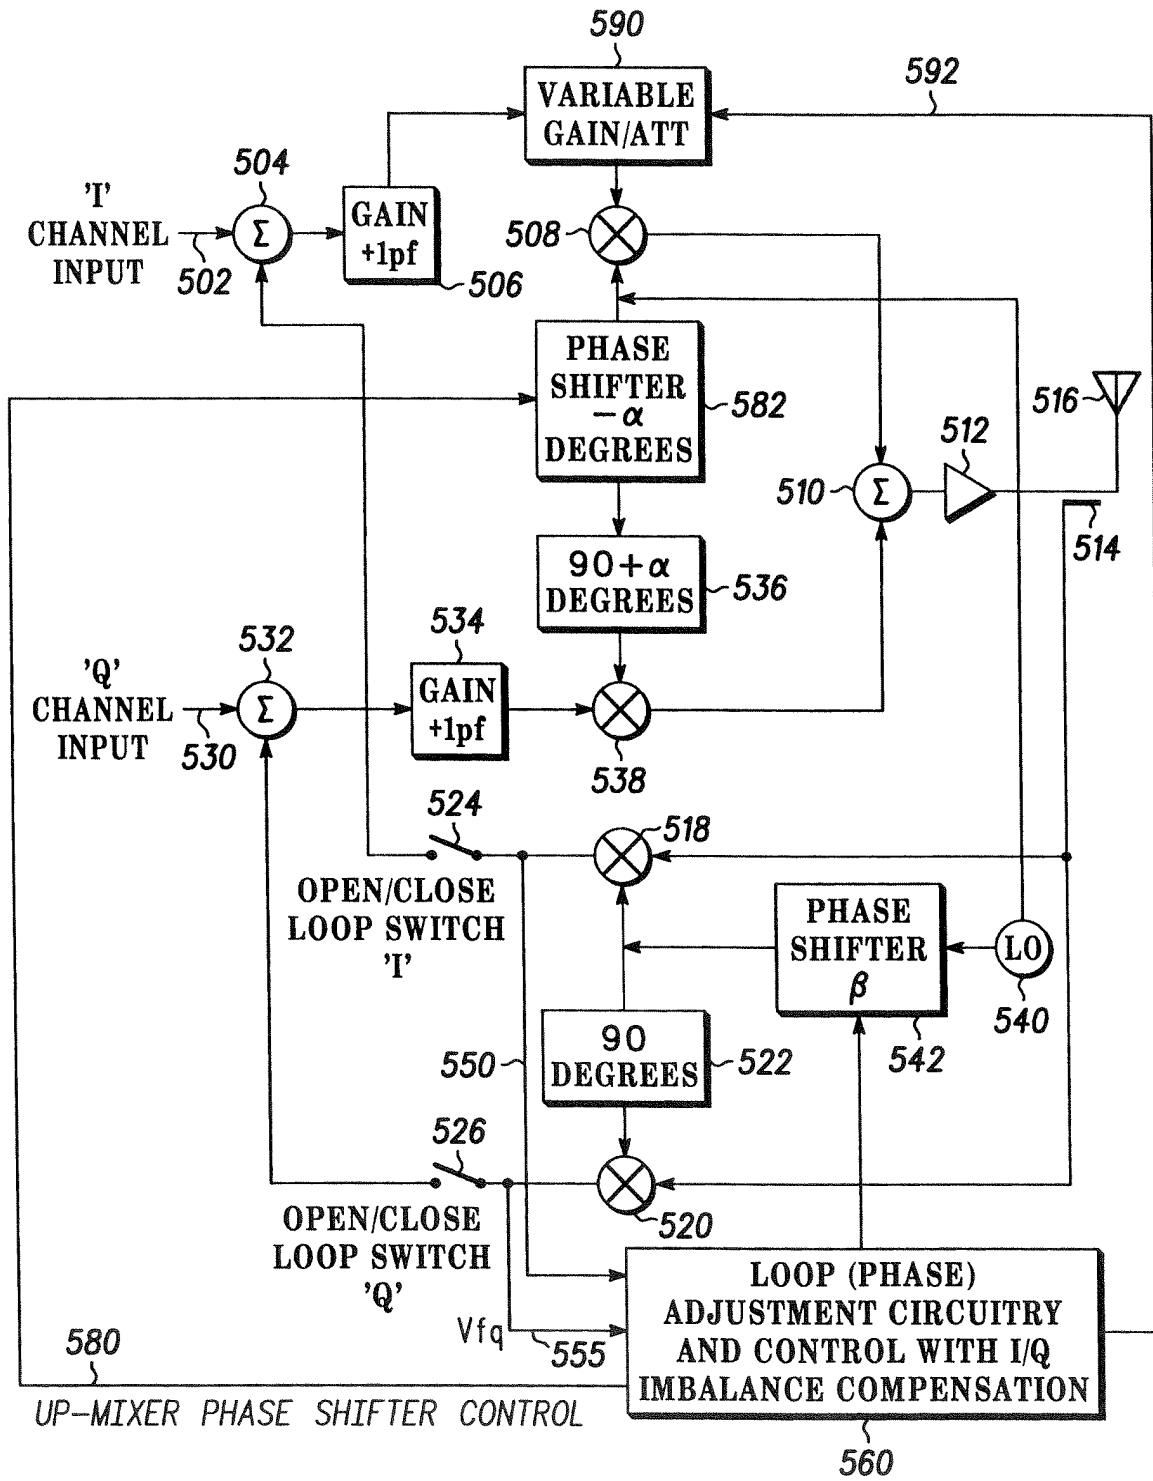 590
VARIABLE
GAIN/ATT
592
504
'I'
CHANNEL
INPUT
502
Σ
GAIN
+1pf
506
508
PHASE
SHIFTER
-α
DEGREES
582
516
512
510
Σ
514
90+α
DEGREES
536
534
532
'Q'
CHANNEL
INPUT
530
Σ
GAIN
+1pf
538
524
518
OPEN/CLOSE
LOOP SWITCH
'I'
PHASE
SHIFTER
β
542
LO
540
550
90
DEGREES
522
526
520
OPEN/CLOSE
LOOP SWITCH
'Q'
Vfq
555
LOOP (PHASE)
ADJUSTMENT CIRCUITRY
AND CONTROL WITH I/Q
IMBALANCE COMPENSATION
560
580
UP-MIXER PHASE SHIFTER CONTROL